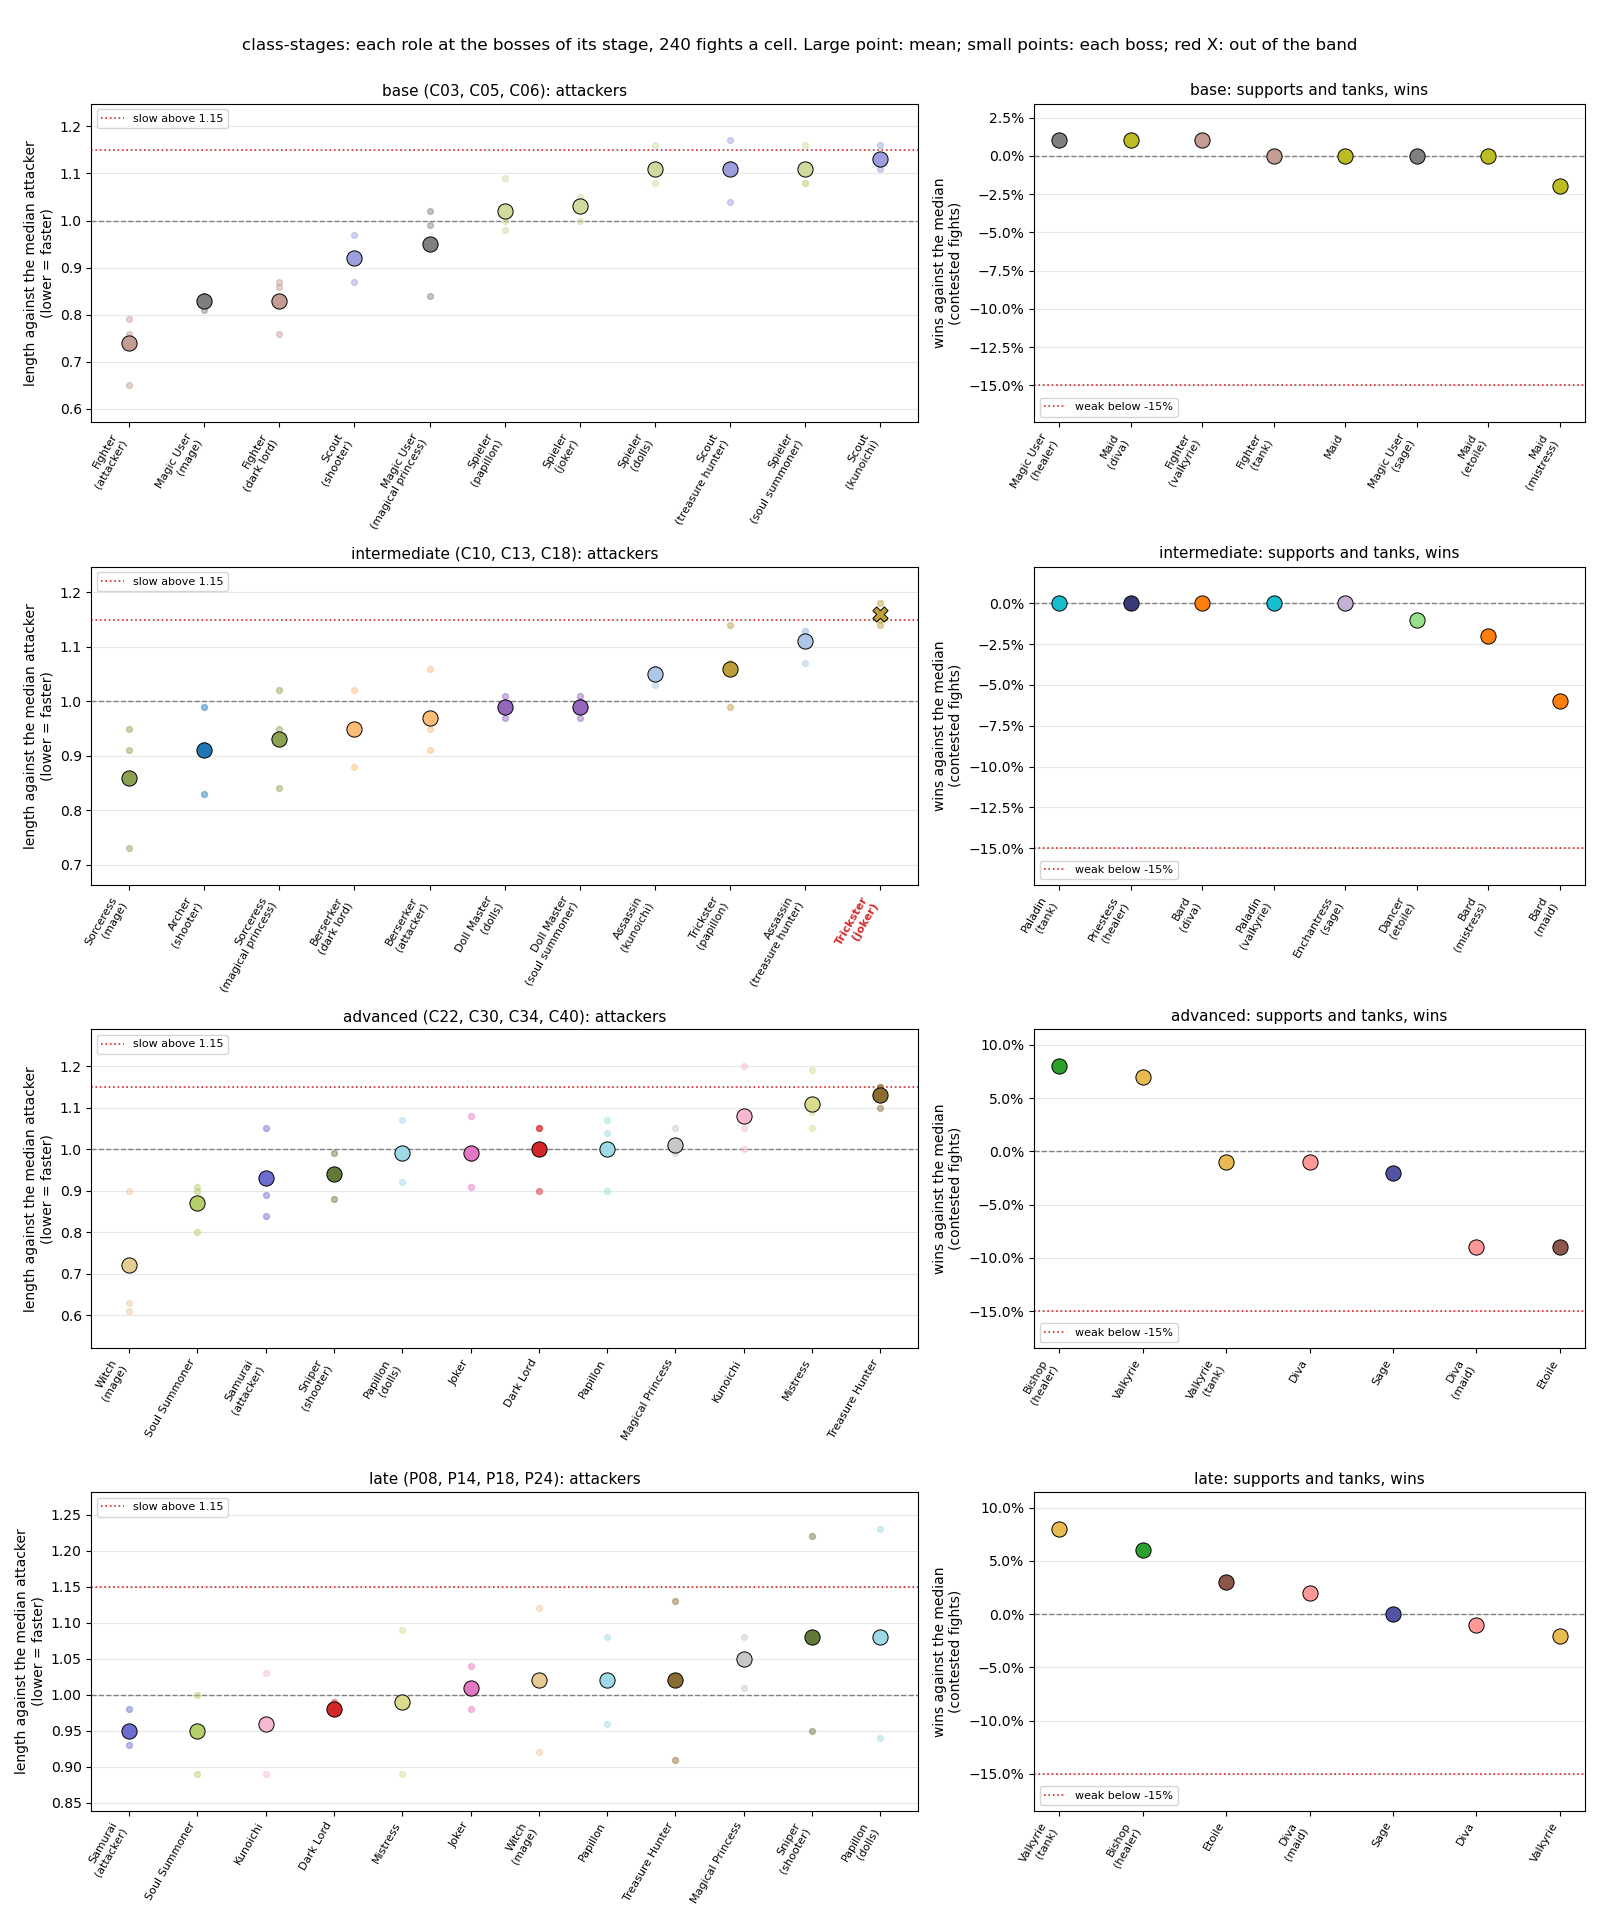 class-stages: each role at the bosses of its stage, 240 fights a cell. Large point: mean; small points: each boss; red X: out of the band
base (C03, C05, C06): attackers
slow above 1.15
length against the median attacker
(lower = faster)
1.2
1.1
1.0
0.9
0.8
0.7
0.6
Fighter
(attacker)
Magic User
(mage)
Fighter
(dark lord)
Scout
(shooter)
Magic User
(magical princess)
Spieler
(papillon)
Spieler
(joker)
Spieler
(dolls)
Scout
(treasure hunter)
Spieler
(soul summoner)
Scout
(kunoichi)
base: supports and tanks, wins
wins against the median
(contested fights)
2.5%
0.0%
−2.5%
−5.0%
−7.5%
−10.0%
−12.5%
−15.0%
weak below -15%
Magic User
(healer)
Maid
(diva)
Fighter
(valkyrie)
Fighter
(tank)
Maid
Magic User
(sage)
Maid
(etoile)
Maid
(mistress)
intermediate (C10, C13, C18): attackers
slow above 1.15
length against the median attacker
(lower = faster)
1.2
1.1
1.0
0.9
0.8
0.7
Sorceress
(mage)
Archer
(shooter)
Sorceress
(magical princess)
Berserker
(dark lord)
Berserker
(attacker)
Doll Master
(dolls)
Doll Master
(soul summoner)
Assassin
(kunoichi)
Trickster
(papillon)
Assassin
(treasure hunter)
Trickster
(joker)
intermediate: supports and tanks, wins
wins against the median
(contested fights)
0.0%
−2.5%
−5.0%
−7.5%
−10.0%
−12.5%
−15.0%
weak below -15%
Paladin
(tank)
Priestess
(healer)
Bard
(diva)
Paladin
(valkyrie)
Enchantress
(sage)
Dancer
(etoile)
Bard
(mistress)
Bard
(maid)
advanced (C22, C30, C34, C40): attackers
slow above 1.15
length against the median attacker
(lower = faster)
1.2
1.1
1.0
0.9
0.8
0.7
0.6
Witch
(mage)
Soul Summoner
Samurai
(attacker)
Sniper
(shooter)
Papillon
(dolls)
Joker
Dark Lord
Papillon
Magical Princess
Kunoichi
Mistress
Treasure Hunter
advanced: supports and tanks, wins
wins against the median
(contested fights)
10.0%
5.0%
0.0%
−5.0%
−10.0%
−15.0%
weak below -15%
Bishop
(healer)
Valkyrie
Valkyrie
(tank)
Diva
Sage
Diva
(maid)
Etoile
late (P08, P14, P18, P24): attackers
slow above 1.15
length against the median attacker
(lower = faster)
1.25
1.20
1.15
1.10
1.05
1.00
0.95
0.90
0.85
Samurai
(attacker)
Soul Summoner
Kunoichi
Dark Lord
Mistress
Joker
Witch
(mage)
Papillon
Treasure Hunter
Magical Princess
Sniper
(shooter)
Papillon
(dolls)
late: supports and tanks, wins
wins against the median
(contested fights)
10.0%
5.0%
0.0%
−5.0%
−10.0%
−15.0%
weak below -15%
Valkyrie
(tank)
Bishop
(healer)
Etoile
Diva
(maid)
Sage
Diva
Valkyrie